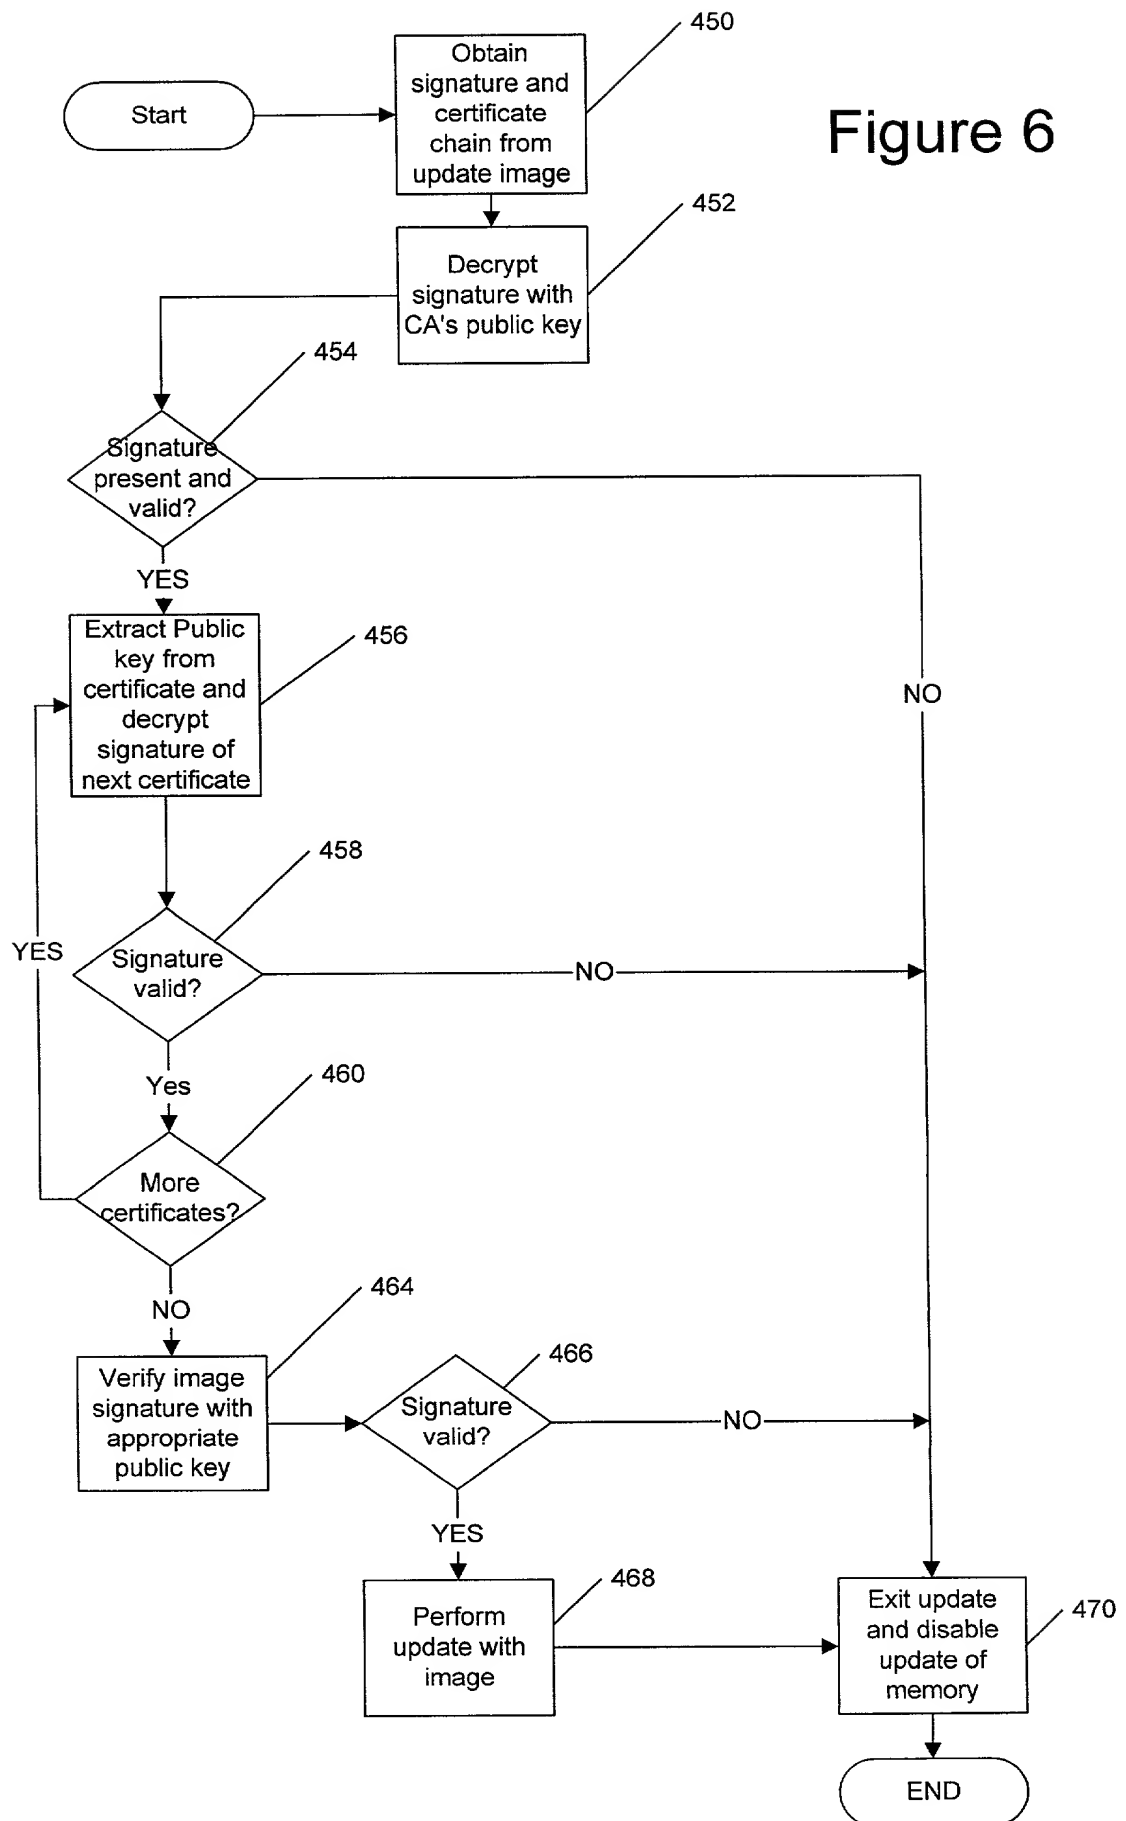 450
Obtain
signature and
certificate
chain from
update image
Start
Figure 6
452
Decrypt
signature with
CA's public key
454
Signature
present and
valid?
YES
Extract Public
key from
certificate and
decrypt
signature of
next certificate
456
NO
458
YES
Signature
valid?
NO
Yes
460
More
certificates?
NO
464
Verify image
signature with
appropriate
public key
466
Signature
valid?
NO
YES
468
Perform
update with
image
Exit update
and disable
update of
memory
470
END